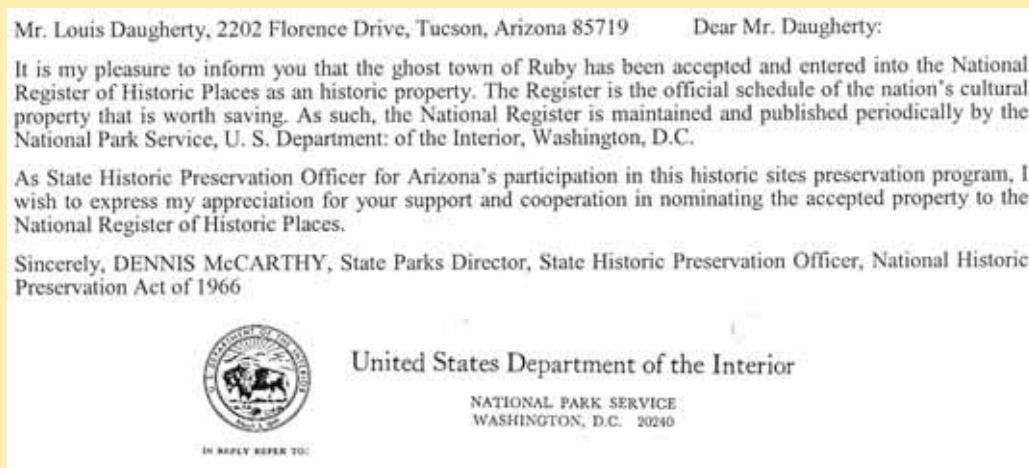 Mr. Louis Daugherty, 2202 Florence Drive, Tucson, Arizona 85719 Dear Mr. Daugherty:
It is my pleasure to inform you that the ghost town of Ruby has been accepted and entered into the National
Register of Historic Places as an historic property. The Register is the official schedule of the nation's cultural
property that is worth saving. As such, the National Register is maintained and published periodically by the
National Park Service, U. S. Department: of the Interior, Washington, D.C.
As State Historic Preservation Officer for Arizona's participation in this historic sites preservation program, I
wish to express my appreciation for your support and cooperation in nominating the accepted property to the
National Register of Historic Places.
Sincerely, DENNIS McCARTHY, State Parks Director, State Historic Preservation Officer, National Historic
Preservation Act of 1966
U.S. DEPARTMENT OF THE INTERIOR
March 3, 1849
United States Department of the Interior
NATIONAL PARK SERVICE
WASHINGTON, D.C. 20240
IN REPLY REFER TO: